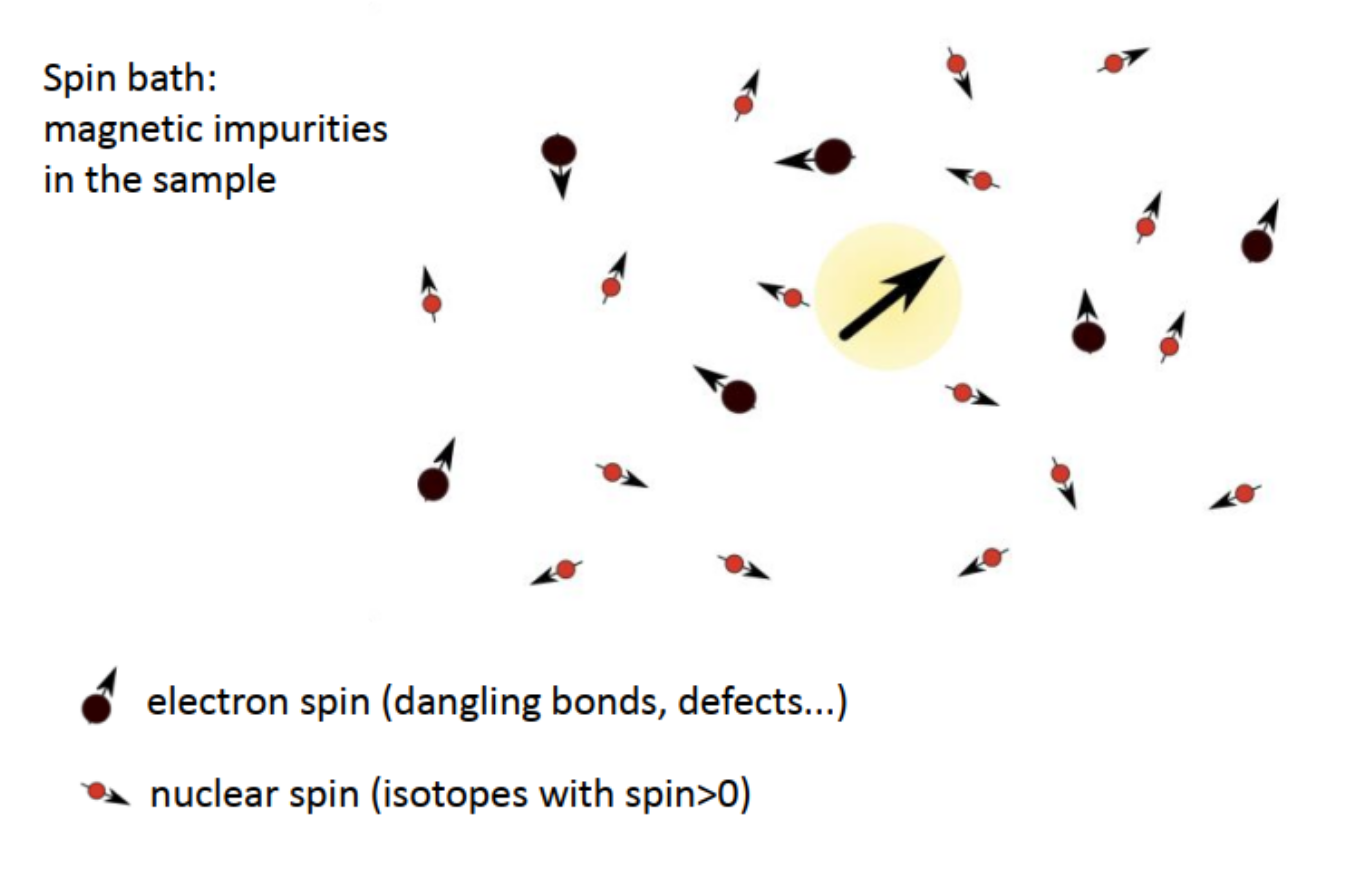 Spin bath:
magnetic impurities
in the sample
electron spin (dangling bonds, defects...)
nuclear spin (isotopes with spin>0)